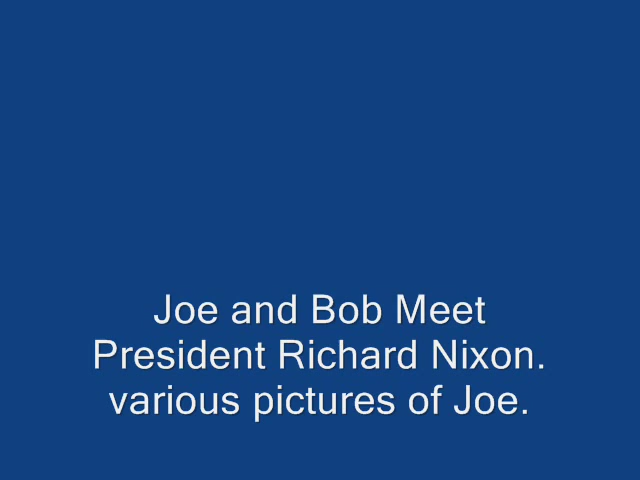 Joe and Bob Meet
President Richard Nixon.
various pictures of Joe.